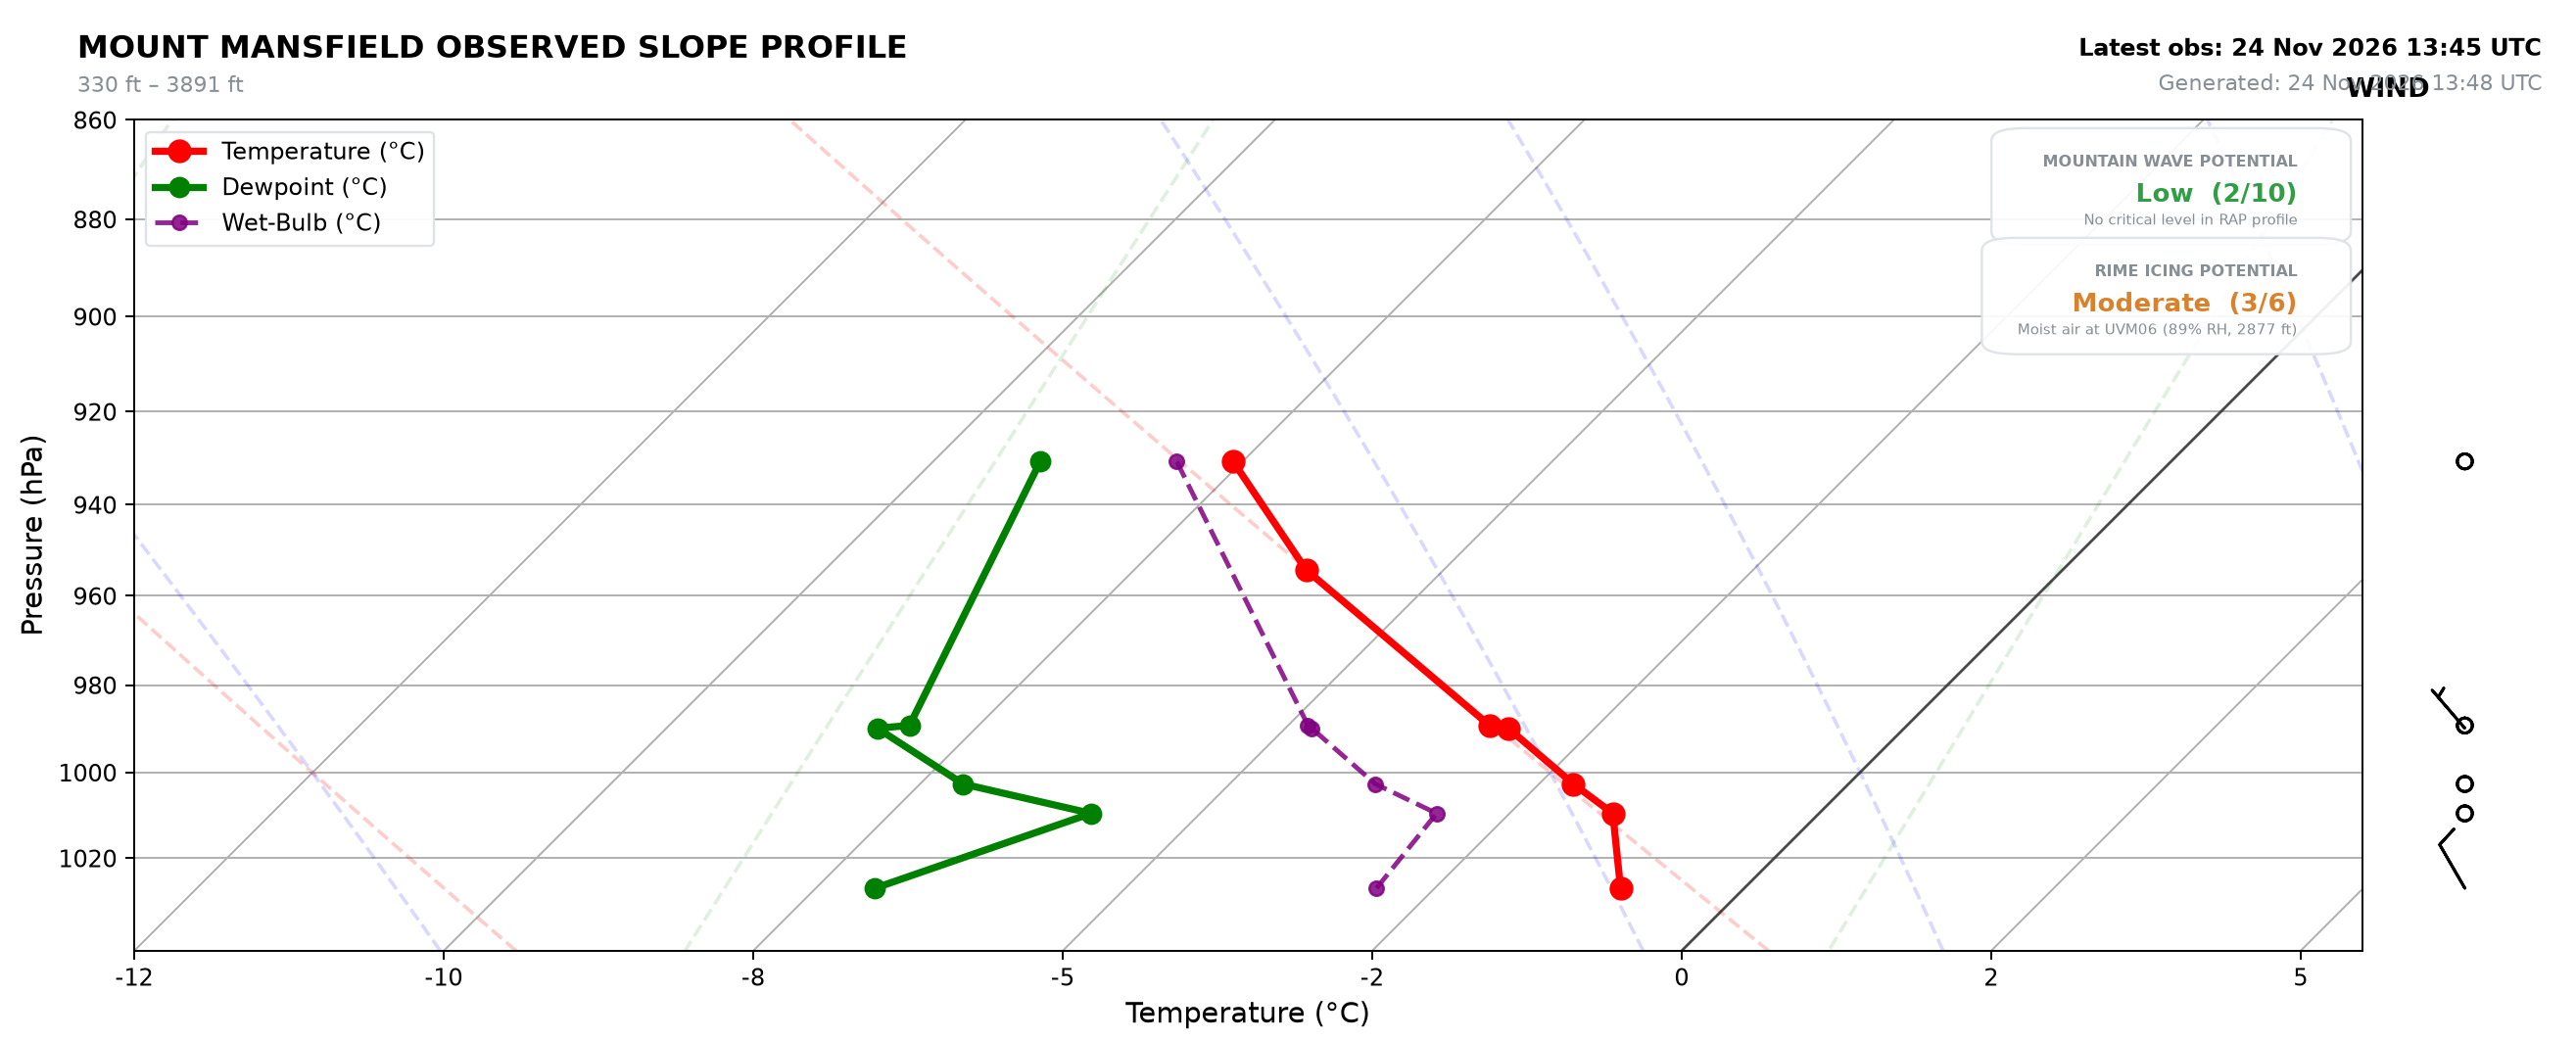 MOUNT MANSFIELD OBSERVED SLOPE PROFILE
330 ft – 3891 ft
Latest obs: 24 Nov 2026 13:45 UTC
Generated: 24 Nov 2026 13:48 UTC
WIND
Temperature (°C)
Dewpoint (°C)
Wet-Bulb (°C)
MOUNTAIN WAVE POTENTIAL
Low (2/10)
No critical level in RAP profile
RIME ICING POTENTIAL
Moderate (3/6)
Moist air at UVM06 (89% RH, 2877 ft)
Pressure (hPa)
860
880
900
920
940
960
980
1000
1020
-12
-10
-8
-5
-2
0
2
5
Temperature (°C)